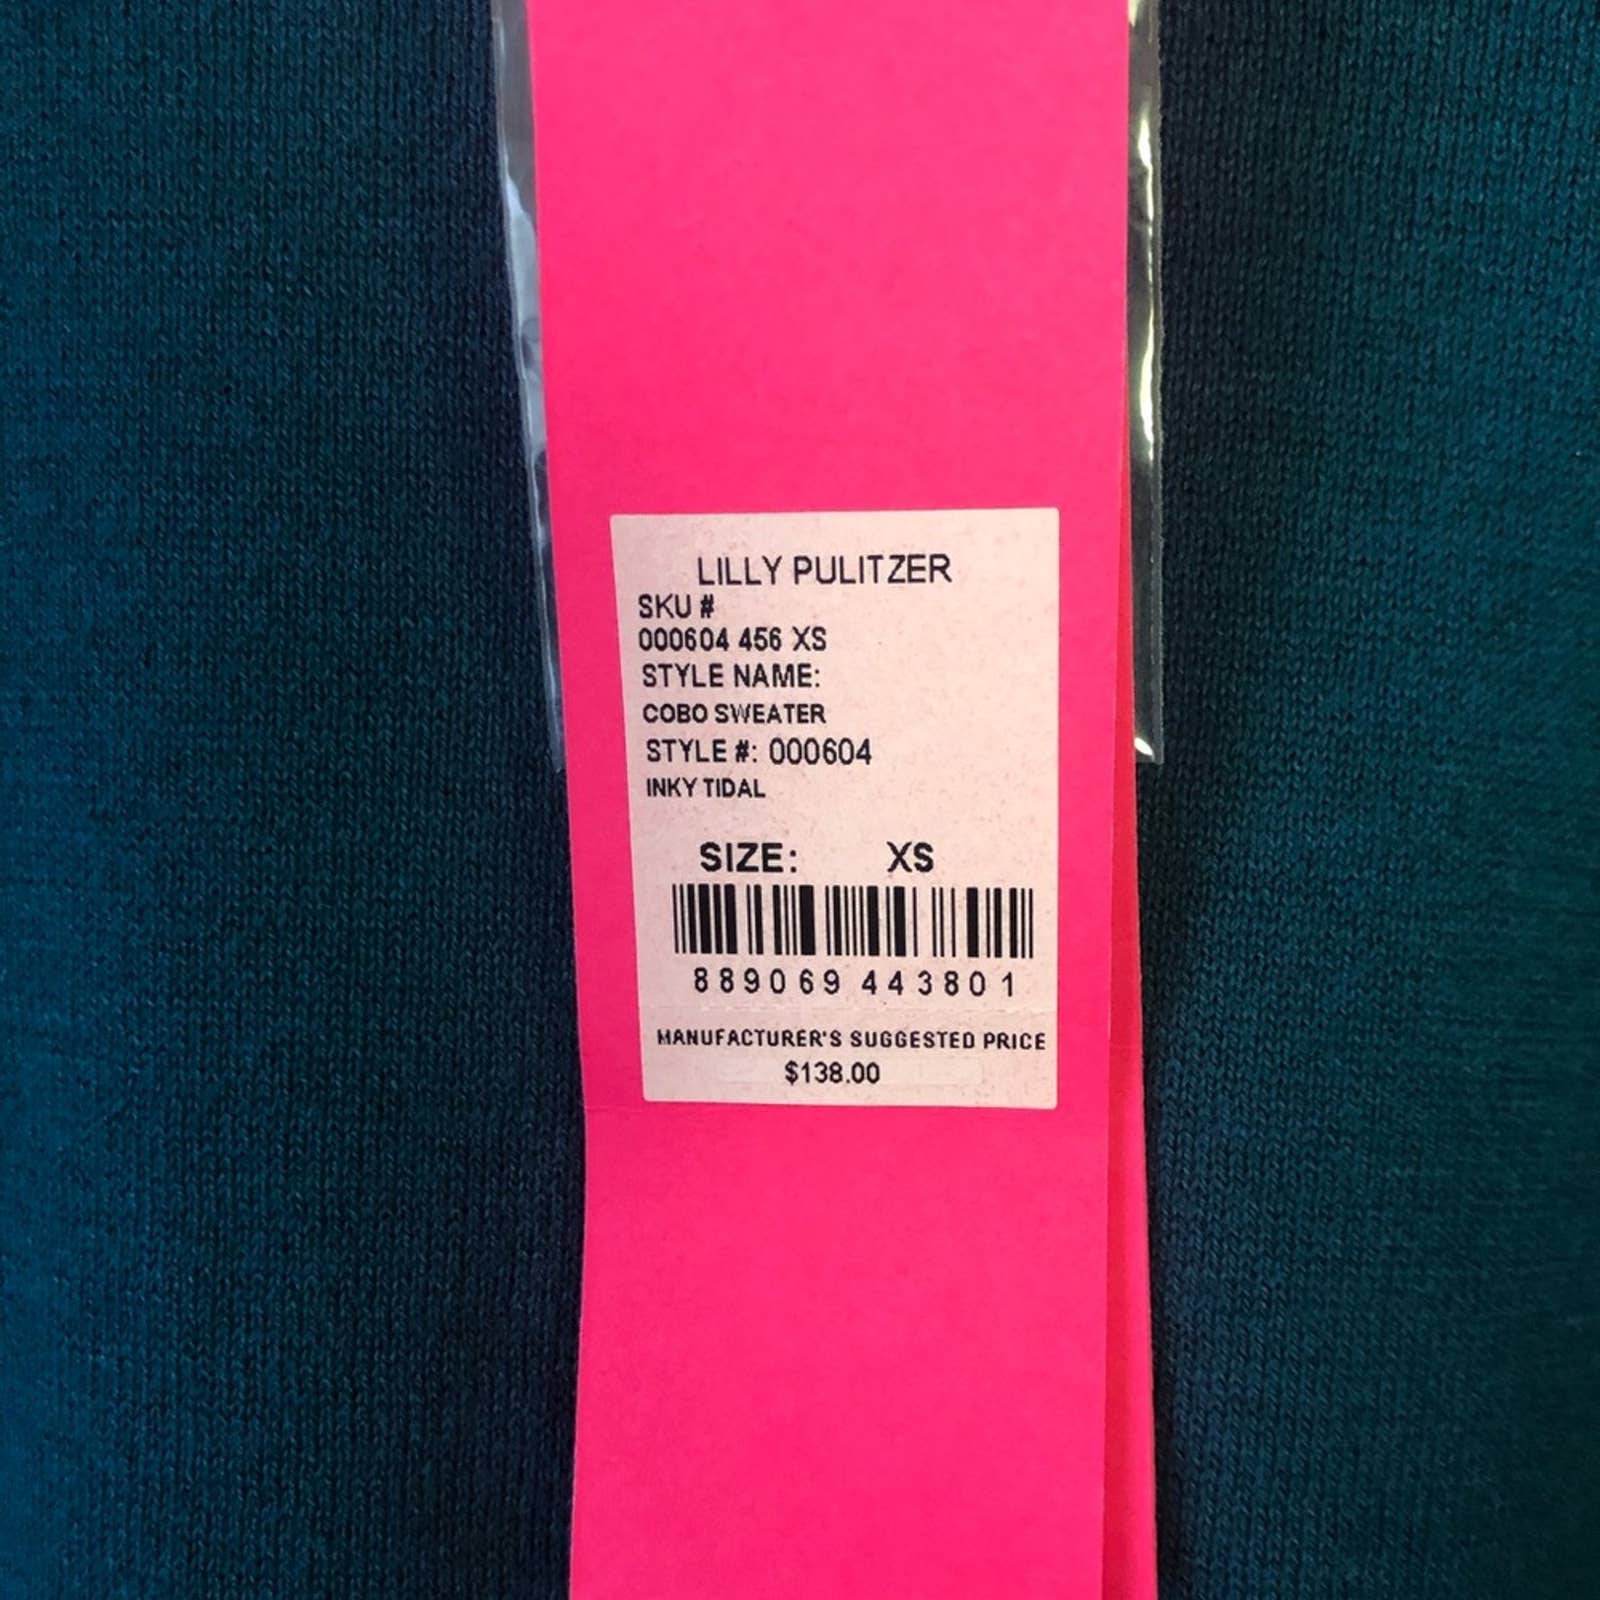 LILLY PULITZER
SKU #
000604 456 XS
STYLE NAME:
COBO SWEATER
STYLE #: 000604
INKY TIDAL
SIZE: XS
889069 443801
MANUFACTURER'S SUGGESTED PRICE
$138.00